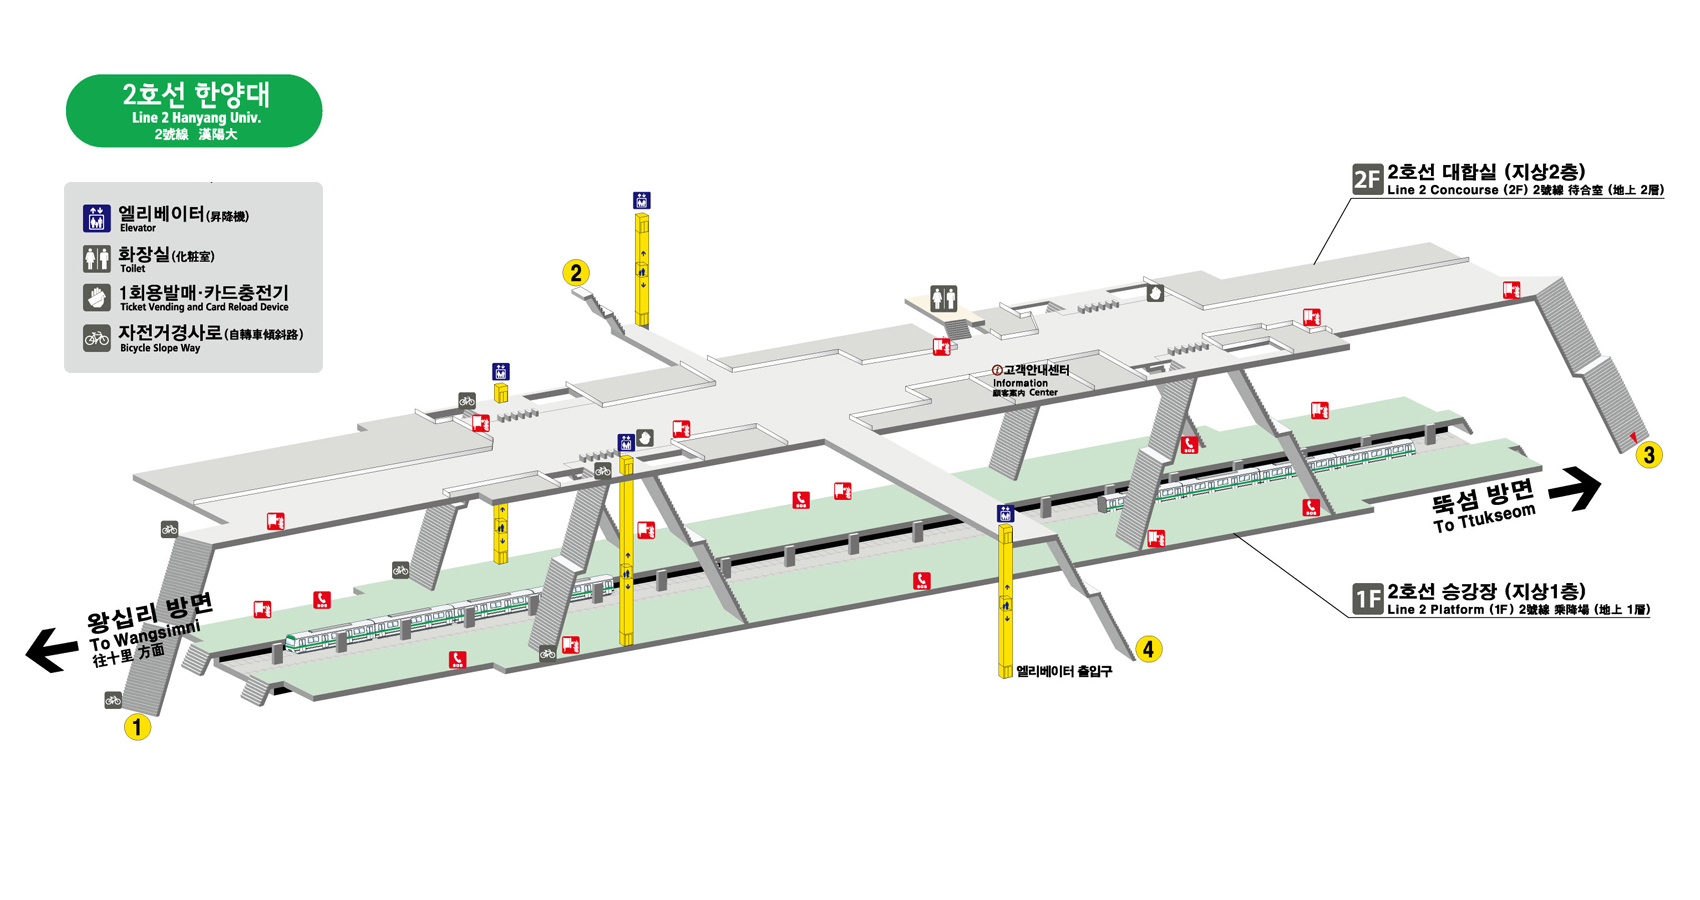 2호선 한양대
Line 2 Hanyang Univ.
2號線 漢陽大
엘리베이터(昇降機)
Elevator
화장실(化粧室)
Toilet
1회용발매·카드충전기
Ticket Vending and Card Reload Device
자전거경사로(自轉車傾斜路)
Bicycle Slope Way
2F 2호선 대합실 (지상2층)
Line 2 Concourse (2F) 2號線 待合室 (地上 2層)
2
i 고객안내센터
Information
顧客案內 Center
3
뚝섬 방면
To Ttukseom
1F 2호선 승강장 (지상1층)
Line 2 Platform (1F) 2號線 乘降場 (地上 1層)
왕십리 방면
To Wangsimni
往十里 方面
4
엘리베이터 출입구
1